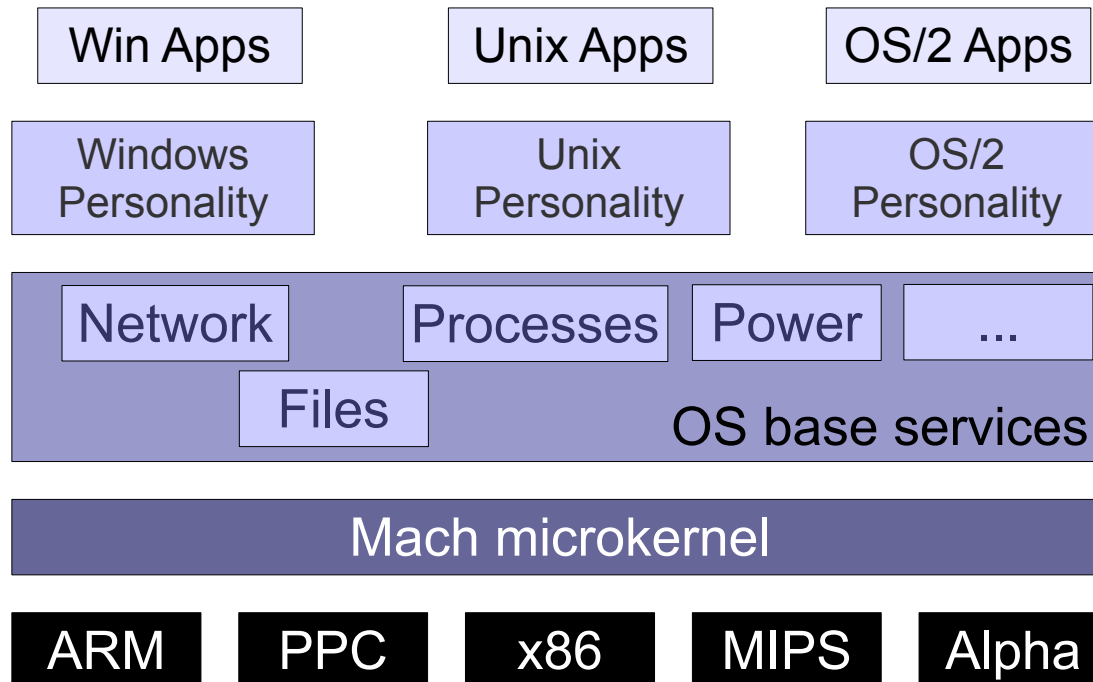 Win Apps
Unix Apps
OS/2 Apps
Windows
Personality
Unix
Personality
OS/2
Personality
Network
Processes
Power
...
Files
OS base services
Mach microkernel
ARM
PPC
x86
MIPS
Alpha